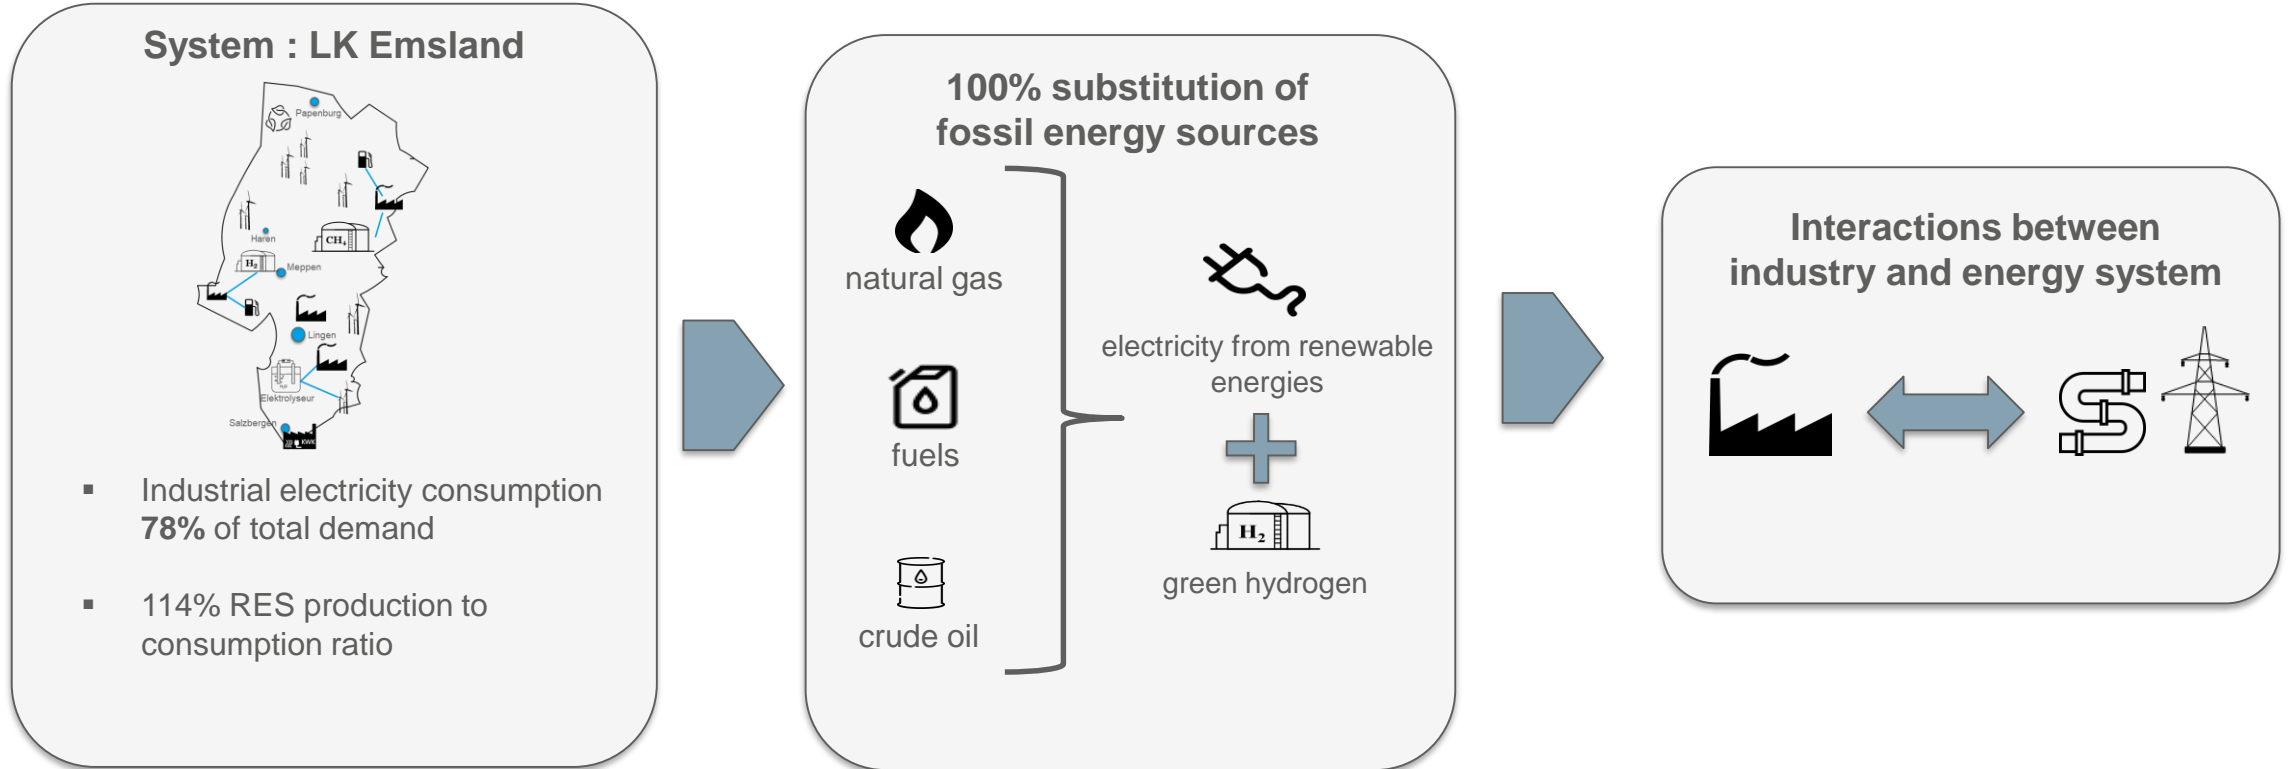 System : LK Emsland
Papenburg
CH₄
Haren
H₂
Meppen
Lingen
Elektrolyseur
Salzbergen
KWK
▪ Industrial electricity consumption
78% of total demand
▪ 114% RES production to
consumption ratio
100% substitution of
fossil energy sources
natural gas
fuels
crude oil
electricity from renewable
energies
H₂
green hydrogen
Interactions between
industry and energy system